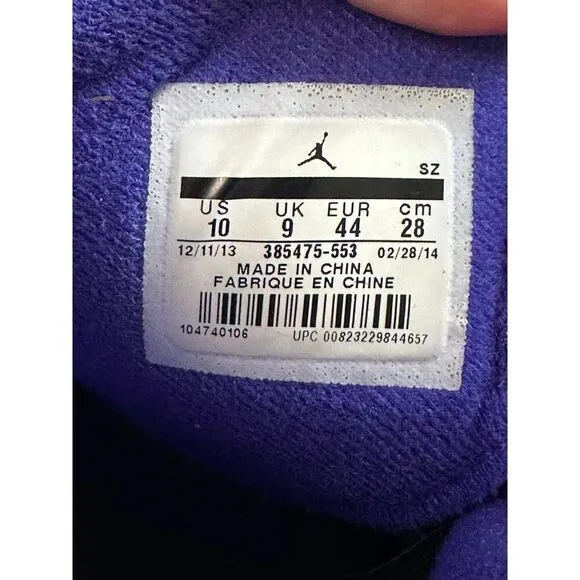 SZ
US UK EUR cm
10 9 44 28
12/11/13 385475-553 02/28/14
MADE IN CHINA
FABRIQUE EN CHINE
104740106 UPC 00823229844657